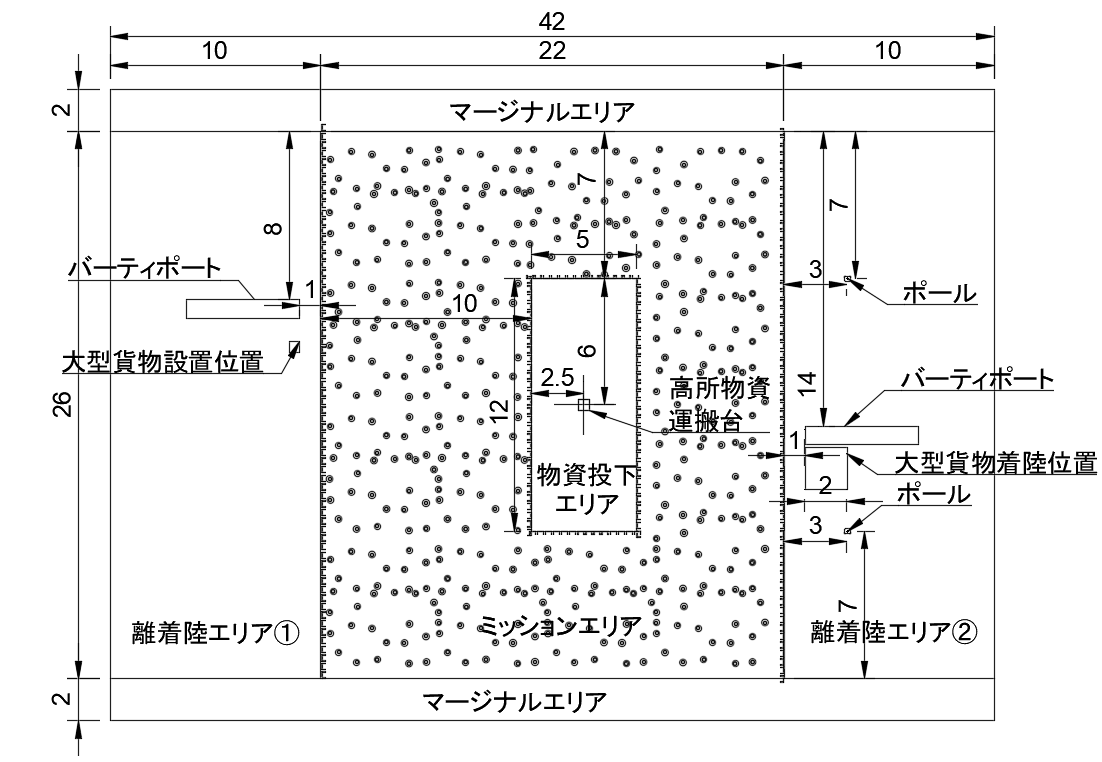 42
10
22
10
2
マージナルエリア
26
8
7
5
7
バーティポート
1
10
3
ポール
大型貨物設置位置
6
2.5
12
高所物資
運搬台
14
バーティポート
1
大型貨物着陸位置
物資投下
エリア
2
ポール
3
7
離着陸エリア①
ミッションエリア
離着陸エリア②
2
マージナルエリア